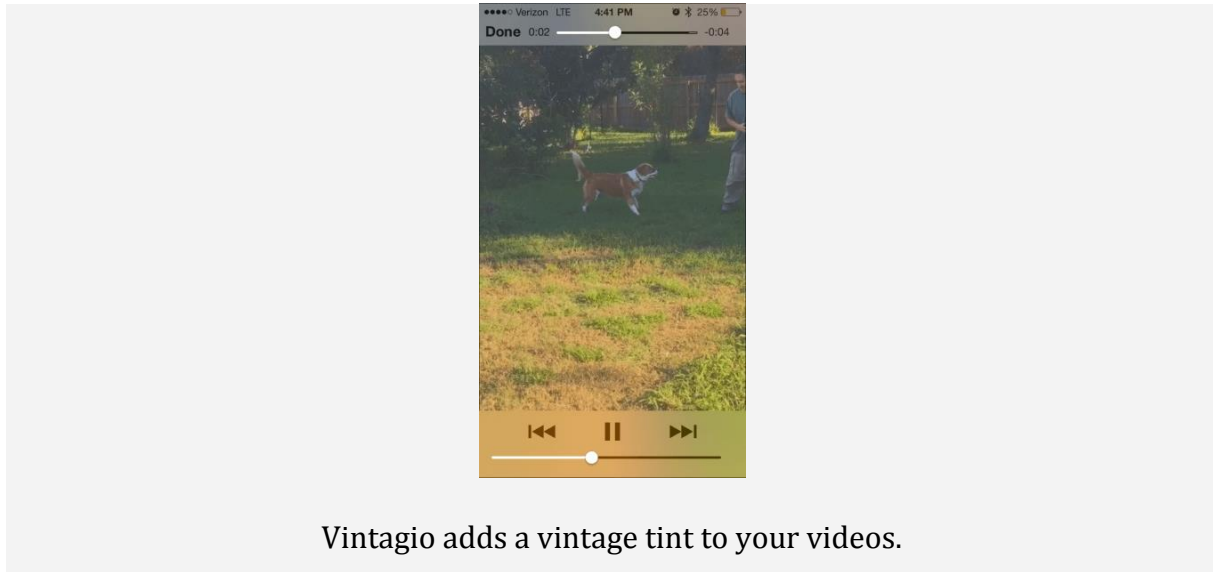 Verizon LTE 4:41 PM 25%
Done 0:02 -0:04
Vintagio adds a vintage tint to your videos.